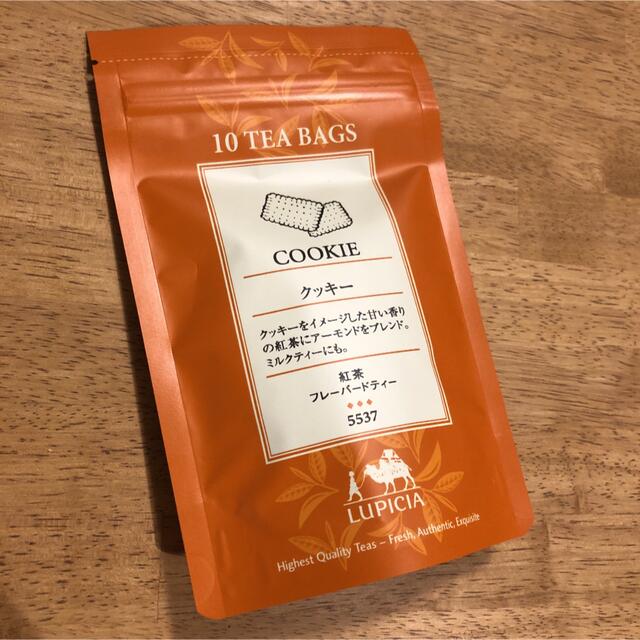 10 TEA BAGS
COOKIE
クッキー
クッキーをイメージした甘い香り
の紅茶にアーモンドをブレンド。
ミルクティーにも。
紅茶
フレーバードティー
5537
LUPICIA
Highest Quality Teas – Fresh, Authentic, Exquisite